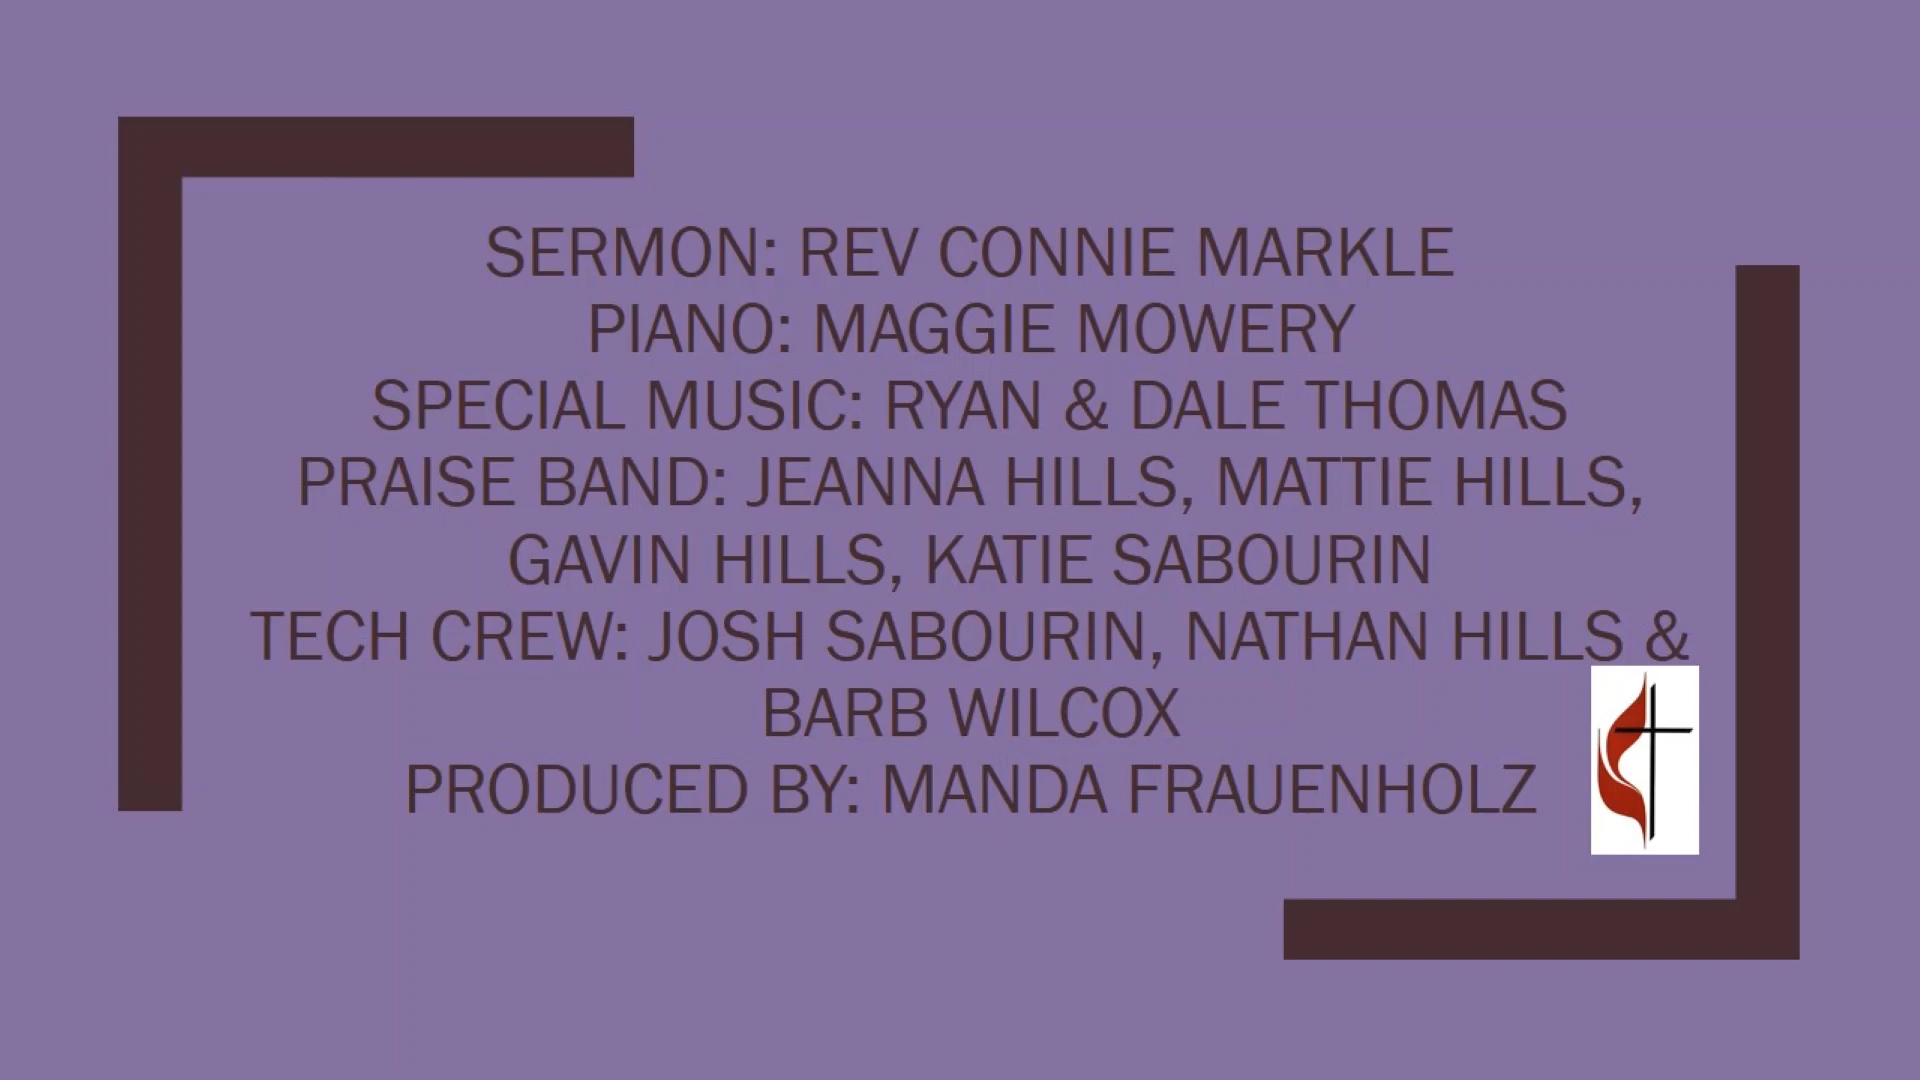 SERMON: REV CONNIE MARKLE
PIANO: MAGGIE MOWERY
SPECIAL MUSIC: RYAN & DALE THOMAS
PRAISE BAND: JEANNA HILLS, MATTIE HILLS,
GAVIN HILLS, KATIE SABOURIN
TECH CREW: JOSH SABOURIN, NATHAN HILLS &
BARB WILCOX
PRODUCED BY: MANDA FRAUENHOLZ